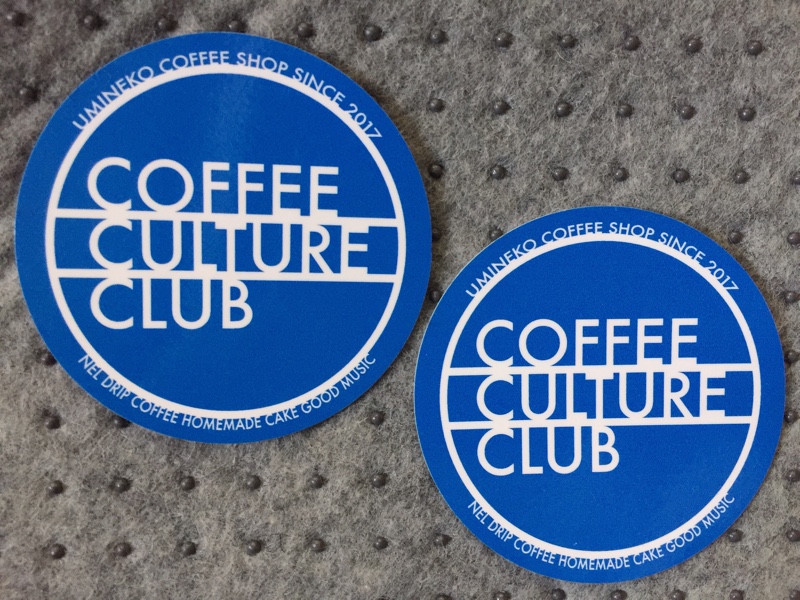 UMINEKO COFFEE SHOP SINCE 2017
COFFEE
CULTURE
CLUB
NEL DRIP COFFEE HOMEMADE CAKE GOOD MUSIC
UMINEKO COFFEE SHOP SINCE 2017
COFFEE
CULTURE
CLUB
NEL DRIP COFFEE HOMEMADE CAKE GOOD MUSIC